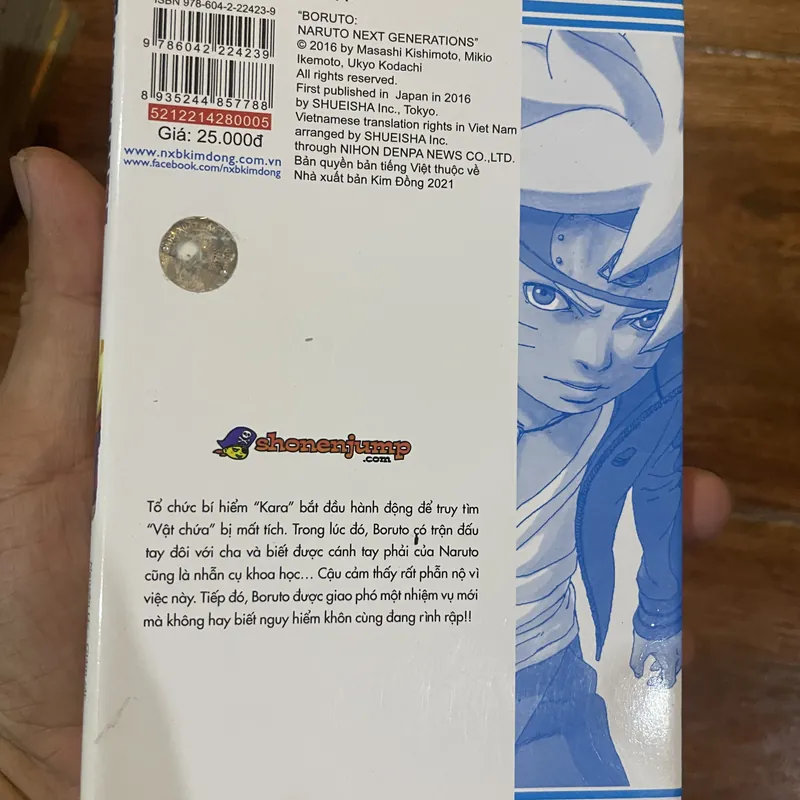 ISBN 978-604-2-22423-9
9 786042 224239
8 935244 857788
5212214280005
Giá: 25.000đ
www.nxbkimdong.com.vn
www.facebook.com/nxbkimdong
“BORUTO:
NARUTO NEXT GENERATIONS”
© 2016 by Masashi Kishimoto, Mikio
Ikemoto, Ukyo Kodachi
All rights reserved.
First published in Japan in 2016
by SHUEISHA Inc., Tokyo.
Vietnamese translation rights in Viet Nam
arranged by SHUEISHA Inc.
through NIHON DENPA NEWS CO.,LTD.
Bản quyền bản tiếng Việt thuộc về
Nhà xuất bản Kim Đồng 2021
shonenjump
.com
Tổ chức bí hiểm “Kara” bắt đầu hành động để truy tìm
“Vật chứa” bị mất tích. Trong lúc đó, Boruto có trận đấu
tay đôi với cha và biết được cánh tay phải của Naruto
cũng là nhẫn cụ khoa học... Cậu cảm thấy rất phẫn nộ vì
việc này. Tiếp đó, Boruto được giao phó một nhiệm vụ mới
mà không hay biết nguy hiểm khôn cùng đang rình rập!!